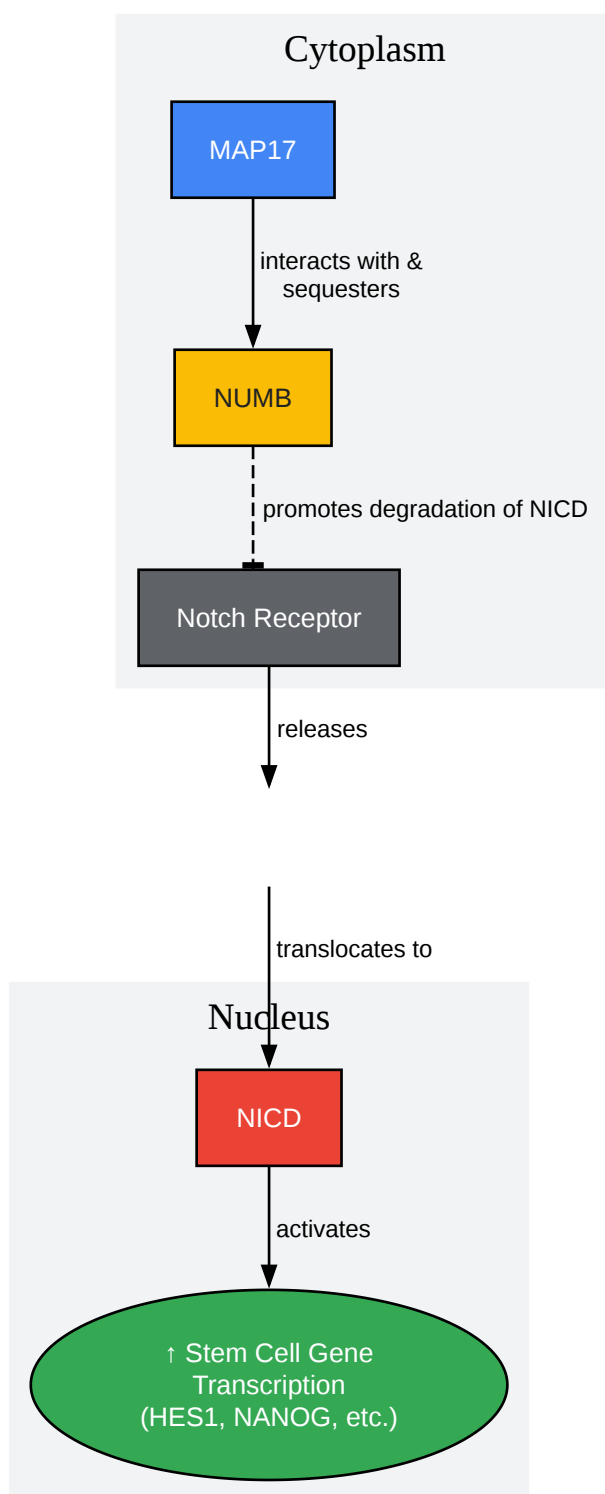 Cytoplasm
MAP17
interacts with &
sequesters
NUMB
promotes degradation of NICD
Notch Receptor
releases
translocates to
Nucleus
NICD
activates
↑ Stem Cell Gene
Transcription
(HES1, NANOG, etc.)